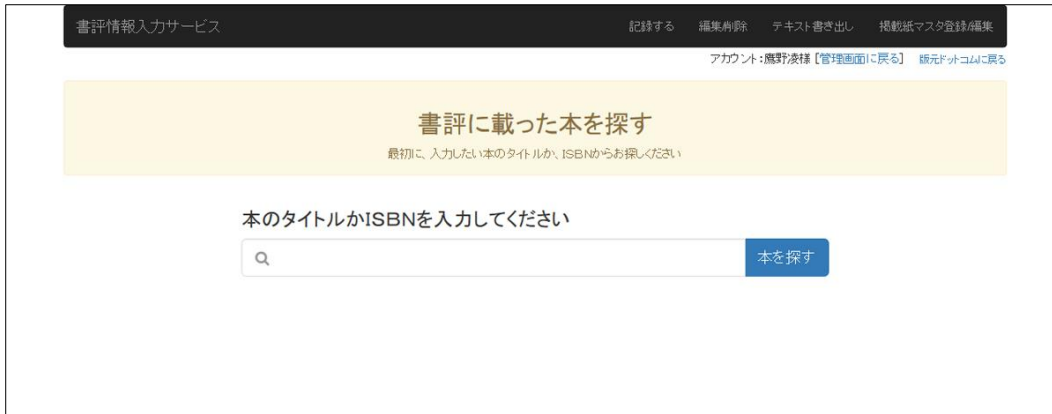 書評情報入力サービス
記録する 編集/削除 テキスト書き出し 掲載紙マスタ登録/編集
アカウント:鷹野凌様 [管理画面に戻る] 版元ドットコムに戻る
書評に載った本を探す
最初に、入力したい本のタイトルか、ISBNからお探しください
本のタイトルかISBNを入力してください
本を探す